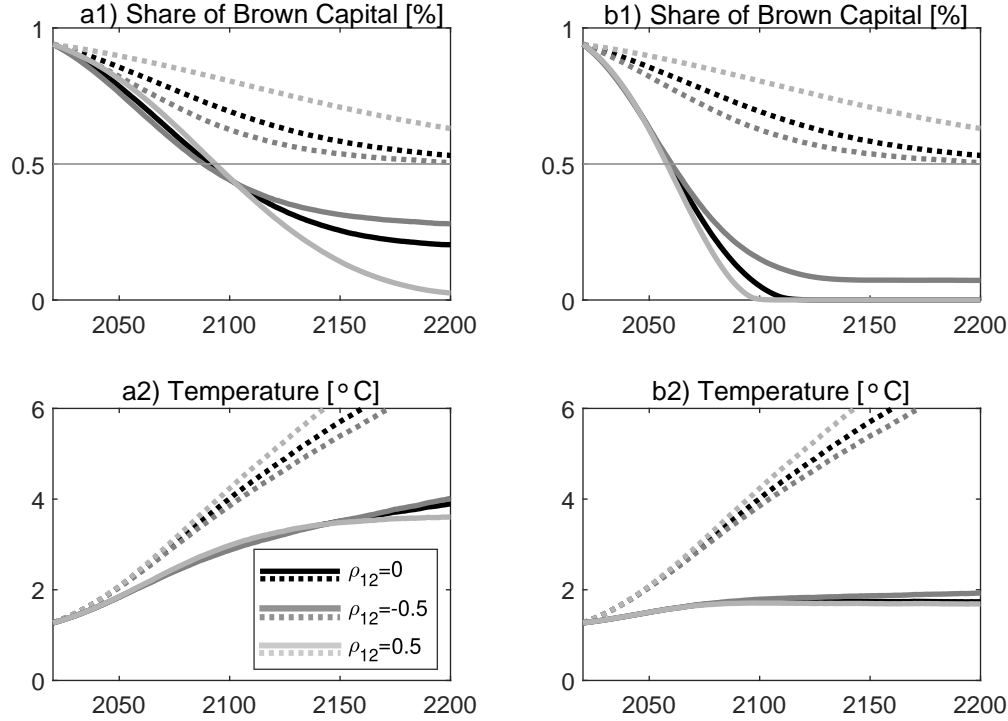 a1) Share of Brown Capital [%]
1
0.5
0
2050 2100 2150 2200
b1) Share of Brown Capital [%]
1
0.5
0
2050 2100 2150 2200
a2) Temperature [°C]
6
4
2
0
2050 2100 2150 2200
ρ12=0
ρ12=-0.5
ρ12=0.5
b2) Temperature [°C]
6
4
2
0
2050 2100 2150 2200